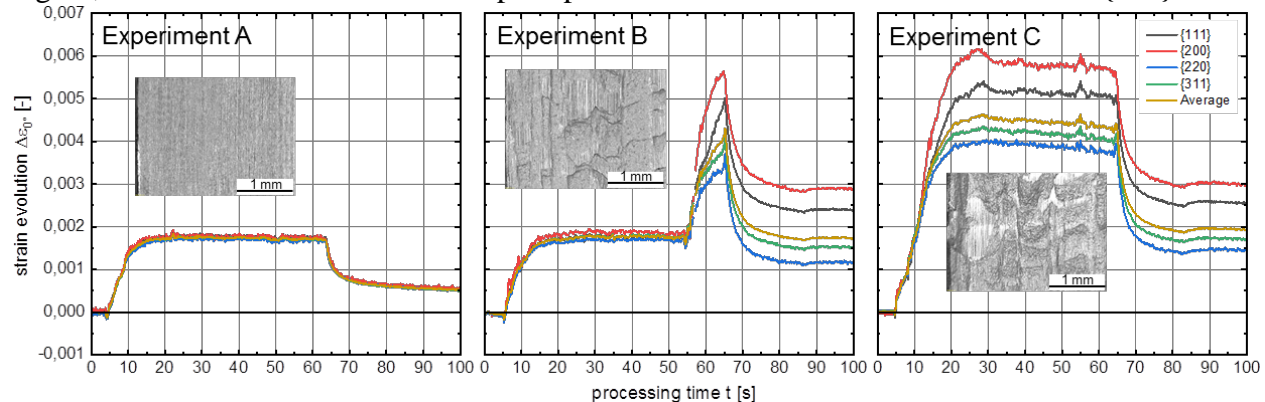 0,007
0,006
0,005
0,004
0,003
0,002
0,001
0,000
-0,001
strain evolution Δε₀° [-]
Experiment A
1 mm
0 10 20 30 40 50 60 70 80 90 100
Experiment B
1 mm
0 10 20 30 40 50 60 70 80 90 100
Experiment C
{111}
{200}
{220}
{311}
Average
1 mm
0 10 20 30 40 50 60 70 80 90 100
processing time t [s]